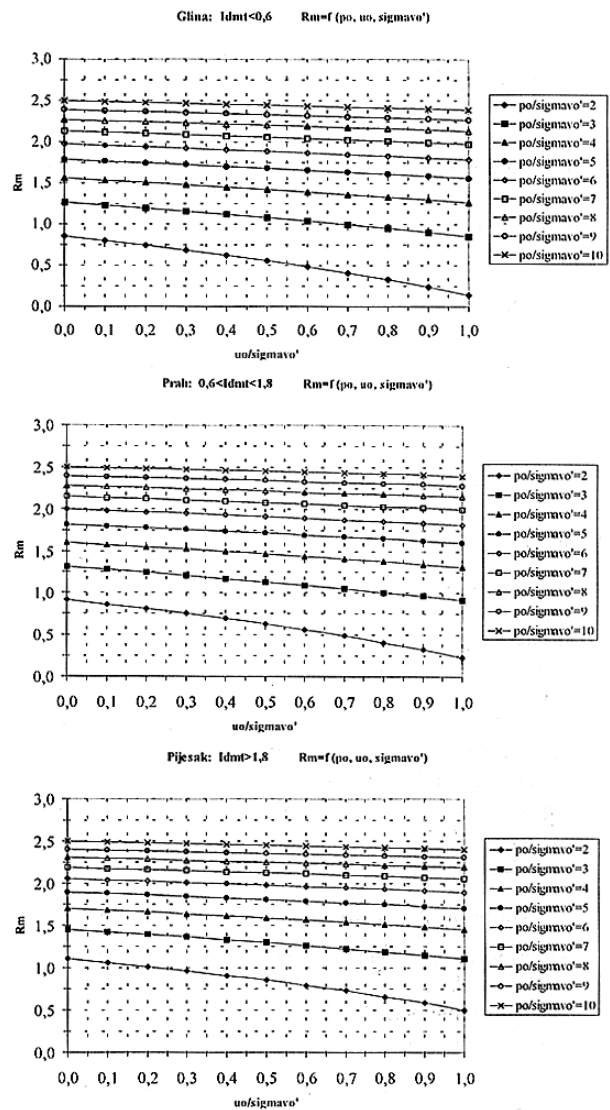 Glina: Idmt<0,6 Rm=f (po, uo, sigmavo')
3,0
2,5
2,0
1,5
1,0
0,5
0,0
Rm
0,0 0,1 0,2 0,3 0,4 0,5 0,6 0,7 0,8 0,9 1,0
uo/sigmavo'
po/sigmavo'=2
po/sigmavo'=3
po/sigmavo'=4
po/sigmavo'=5
po/sigmavo'=6
po/sigmavo'=7
po/sigmavo'=8
po/sigmavo'=9
po/sigmavo'=10
Prah: 0,6<Idmt<1,8 Rm=f (po, uo, sigmavo')
3,0
2,5
2,0
1,5
1,0
0,5
0,0
Rm
0,0 0,1 0,2 0,3 0,4 0,5 0,6 0,7 0,8 0,9 1,0
uo/sigmavo'
po/sigmavo'=2
po/sigmavo'=3
po/sigmavo'=4
po/sigmavo'=5
po/sigmavo'=6
po/sigmavo'=7
po/sigmavo'=8
po/sigmavo'=9
po/sigmavo'=10
Pijesak: Idmt>1,8 Rm=f (po, uo, sigmavo')
3,0
2,5
2,0
1,5
1,0
0,5
0,0
Rm
0,0 0,1 0,2 0,3 0,4 0,5 0,6 0,7 0,8 0,9 1,0
uo/sigmavo'
po/sigmavo'=2
po/sigmavo'=3
po/sigmavo'=4
po/sigmavo'=5
po/sigmavo'=6
po/sigmavo'=7
po/sigmavo'=8
po/sigmavo'=9
po/sigmavo'=10